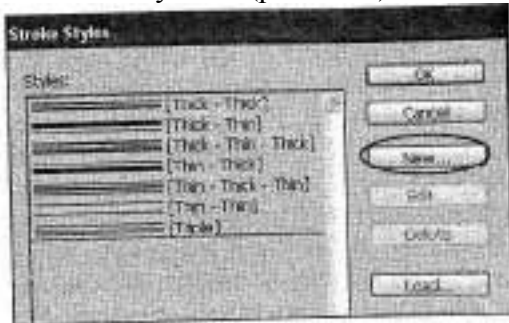 Stroke Styles
Styles:
[Thick - Thick]
[Thick - Thin]
[Thick - Thin - Thick]
[Thin - Thick]
[Thin - Thick - Thin]
[Thin - Thin]
[Triple]
OK
Cancel
New...
Edit...
Delete
Load...